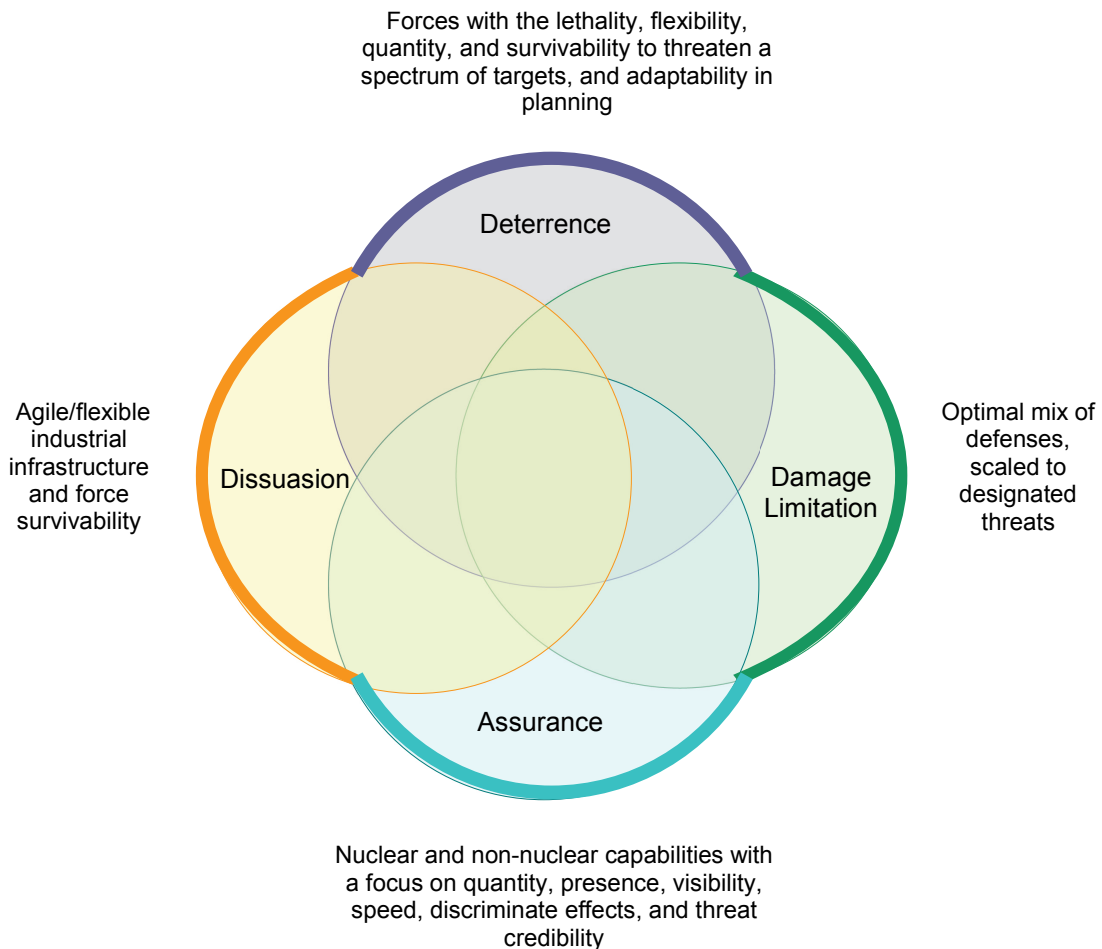 Forces with the lethality, flexibility,
quantity, and survivability to threaten a
spectrum of targets, and adaptability in
planning
Deterrence
Agile/flexible
industrial
infrastructure
and force
survivability
Dissuasion
Damage
Limitation
Optimal mix of
defenses,
scaled to
designated
threats
Assurance
Nuclear and non-nuclear capabilities with
a focus on quantity, presence, visibility,
speed, discriminate effects, and threat
credibility